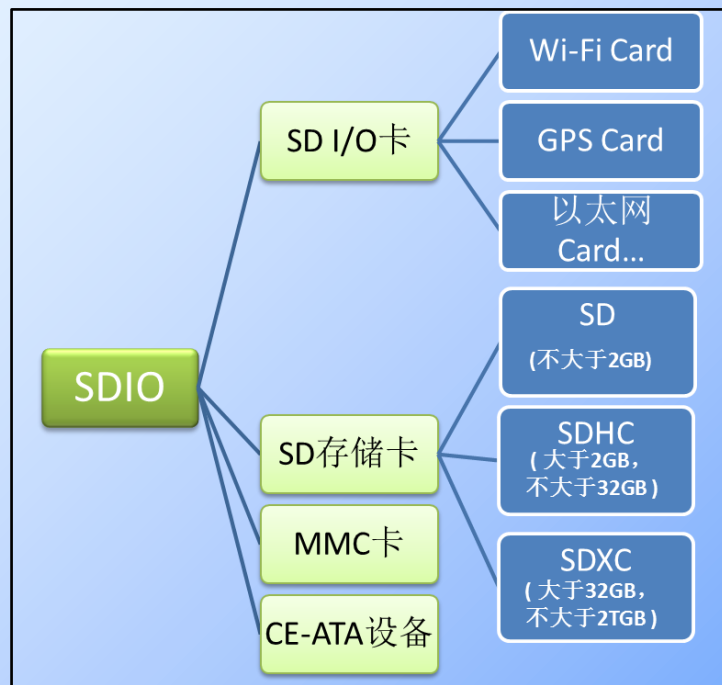 SDIO
SD I/O卡
Wi-Fi Card
GPS Card
以太网
Card...
SD存储卡
SD
(不大于2GB)
SDHC
( 大于2GB，
不大于32GB )
SDXC
( 大于32GB，
不大于2TGB )
MMC卡
CE-ATA设备